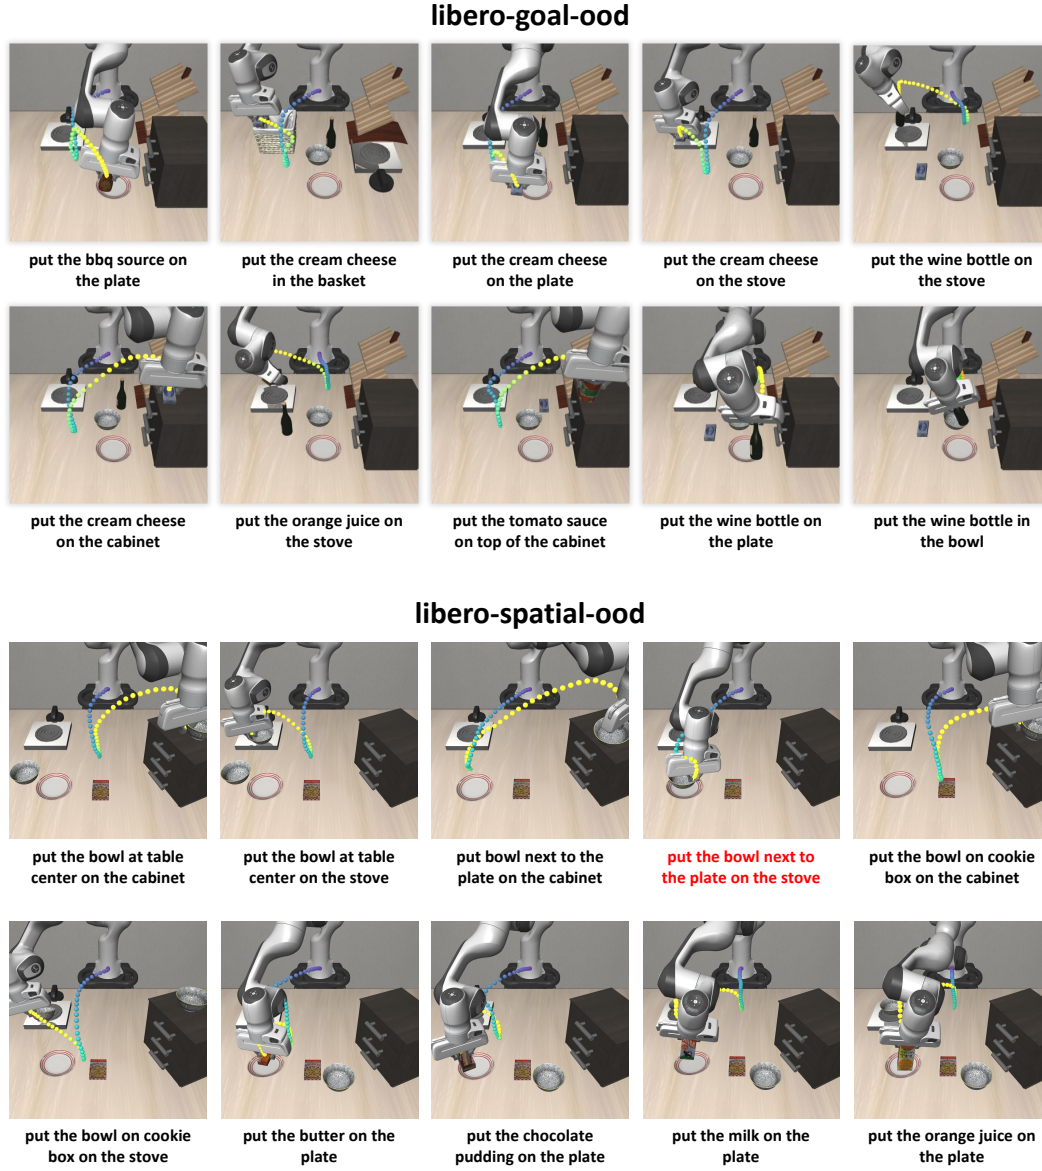 libero-goal-ood
put the bbq source on
the plate
put the cream cheese
in the basket
put the cream cheese
on the plate
put the cream cheese
on the stove
put the wine bottle on
the stove
put the cream cheese
on the cabinet
put the orange juice on
the stove
put the tomato sauce
on top of the cabinet
put the wine bottle on
the plate
put the wine bottle in
the bowl
libero-spatial-ood
put the bowl at table
center on the cabinet
put the bowl at table
center on the stove
put bowl next to the
plate on the cabinet
put the bowl next to
the plate on the stove
put the bowl on cookie
box on the cabinet
put the bowl on cookie
box on the stove
put the butter on the
plate
put the chocolate
pudding on the plate
put the milk on the
plate
put the orange juice on
the plate